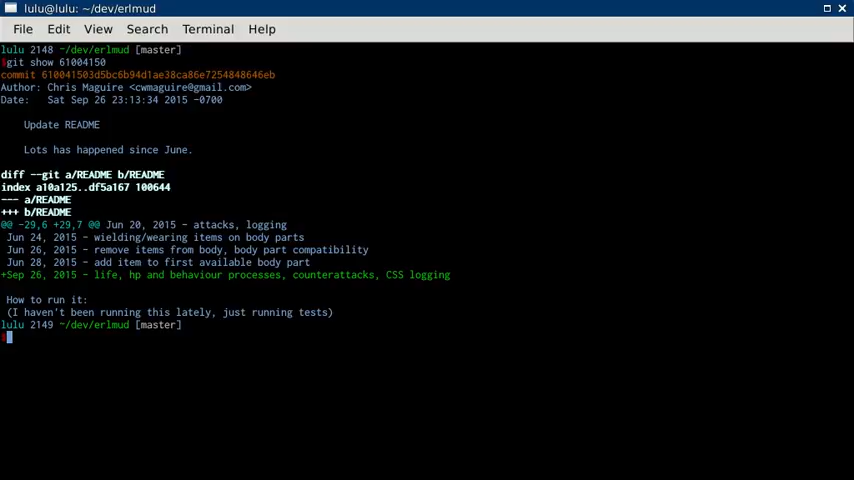 lulu@lulu: ~/dev/erlmud
File Edit View Search Terminal Help
lulu 2148 ~/dev/erlmud [master]
$git show 61004150
commit 610041503d5bc6b94d1ae38ca86e7254848646eb
Author: Chris Maguire <cwmaguire@gmail.com>
Date:   Sat Sep 26 23:13:34 2015 -0700
Update README
Lots has happened since June.
diff --git a/README b/README
index a10a125..df5a167 100644
--- a/README
+++ b/README
@@ -29,6 +29,7 @@ Jun 20, 2015 - attacks, logging
Jun 24, 2015 - wielding/wearing items on body parts
Jun 26, 2015 - remove items from body, body part compatibility
Jun 28, 2015 - add item to first available body part
+Sep 26, 2015 - life, hp and behaviour processes, counterattacks, CSS logging
How to run it:
(I haven't been running this lately, just running tests)
lulu 2149 ~/dev/erlmud [master]
$